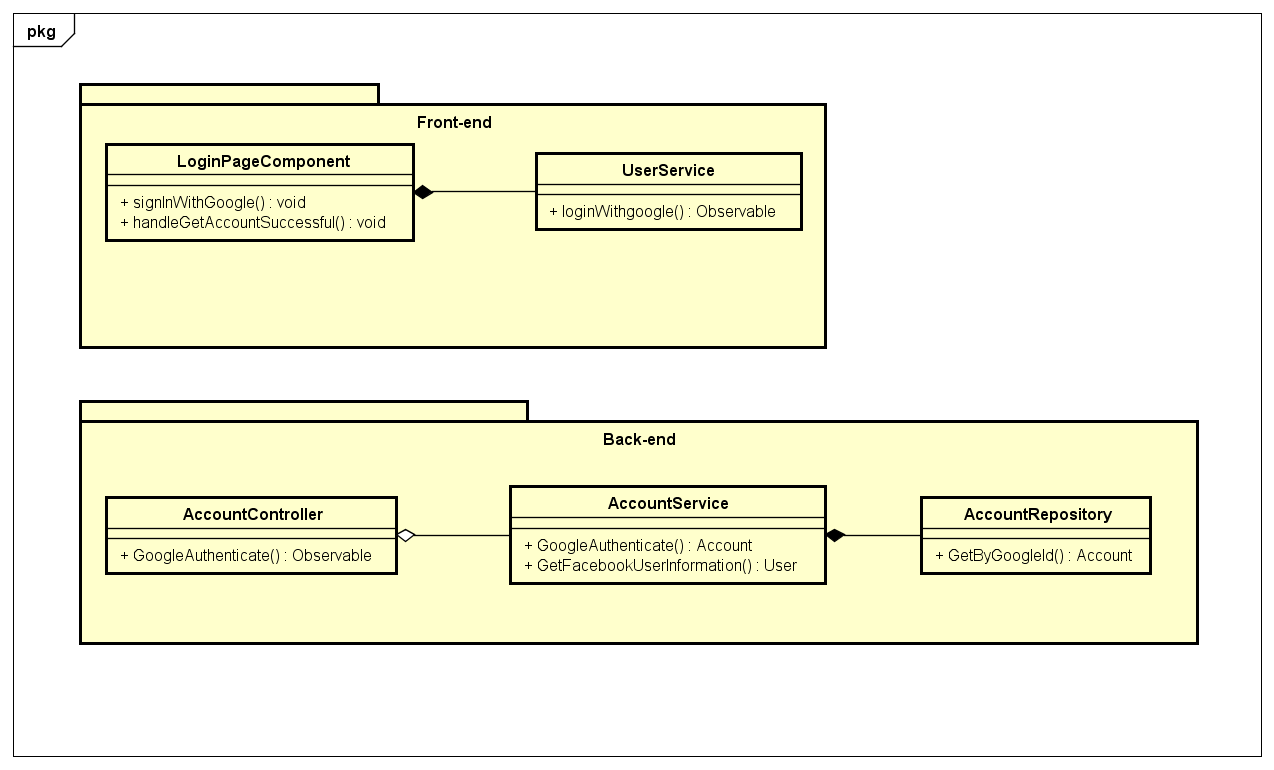 pkg
Front-end
LoginPageComponent
+ signInWithGoogle() : void
+ handleGetAccountSuccessful() : void
UserService
+ loginWithgoogle() : Observable
Back-end
AccountController
+ GoogleAuthenticate() : Observable
AccountService
+ GoogleAuthenticate() : Account
+ GetFacebookUserInformation() : User
AccountRepository
+ GetByGoogleId() : Account